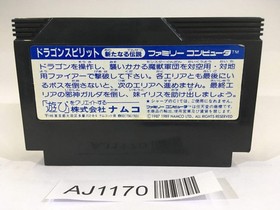 ドラゴンスピリット 新たなる伝説 ファミリーコンピュータ™
ドラゴンを操作し、襲いかかる魔獣軍団を対空用・対地
用ファイアーで撃破して下さい。各エリアとも最後にい
るボスを倒さないと、次のエリアへ進めません。最終
エリアの邪神ガルダを倒し、妹イリスを助け出して下さい。
「遊び」をクリエイトする 株式会社ナムコ
AJ1170